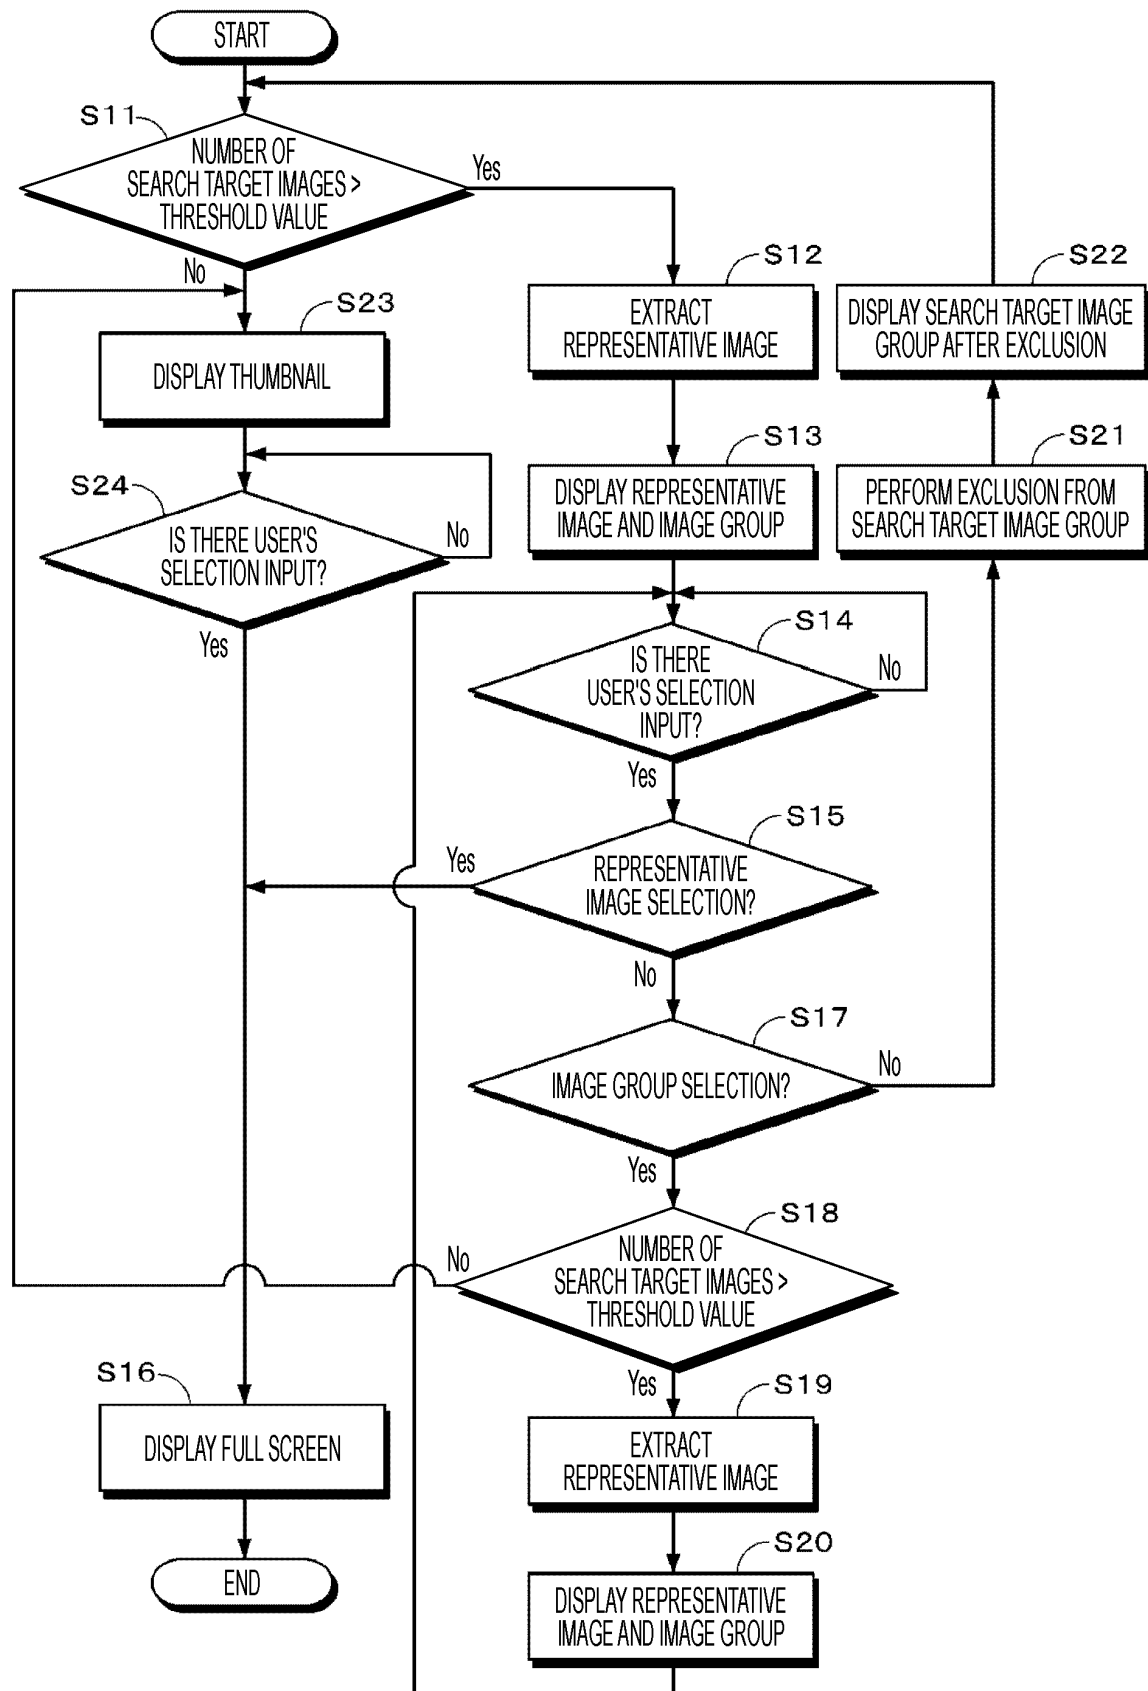 START
S11
NUMBER OF
SEARCH TARGET IMAGES >
THRESHOLD VALUE
Yes
No
S12
EXTRACT
REPRESENTATIVE IMAGE
S22
DISPLAY SEARCH TARGET IMAGE
GROUP AFTER EXCLUSION
S23
DISPLAY THUMBNAIL
S13
DISPLAY REPRESENTATIVE
IMAGE AND IMAGE GROUP
S21
PERFORM EXCLUSION FROM
SEARCH TARGET IMAGE GROUP
S24
IS THERE USER'S
SELECTION INPUT?
No
Yes
S14
IS THERE
USER'S SELECTION
INPUT?
No
Yes
S15
REPRESENTATIVE
IMAGE SELECTION?
Yes
No
S17
IMAGE GROUP SELECTION?
No
Yes
S18
NUMBER OF
SEARCH TARGET IMAGES >
THRESHOLD VALUE
No
Yes
S16
DISPLAY FULL SCREEN
S19
EXTRACT
REPRESENTATIVE IMAGE
END
S20
DISPLAY REPRESENTATIVE
IMAGE AND IMAGE GROUP